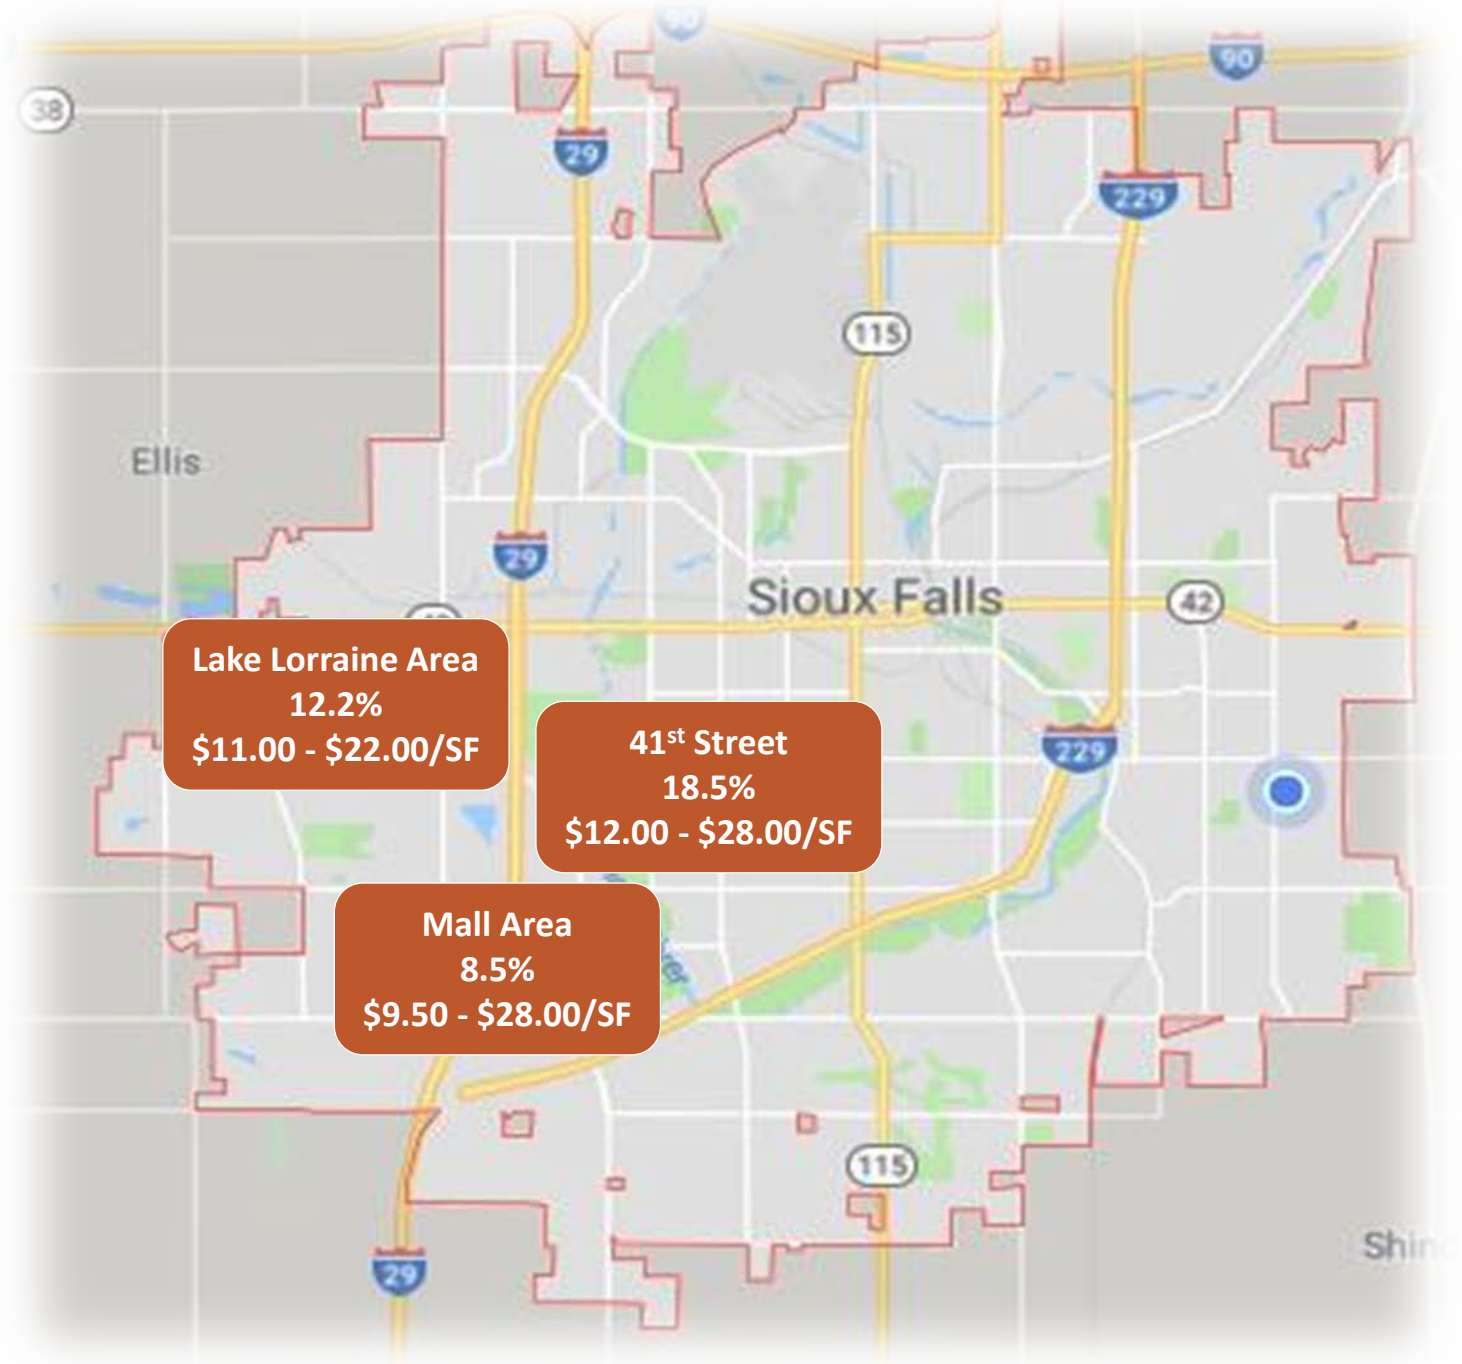 90
90
38
29
229
115
Ellis
29
Sioux Falls
42
Lake Lorraine Area
12.2%
$11.00 - $22.00/SF
41st Street
18.5%
$12.00 - $28.00/SF
229
Mall Area
8.5%
$9.50 - $28.00/SF
115
Shin
29